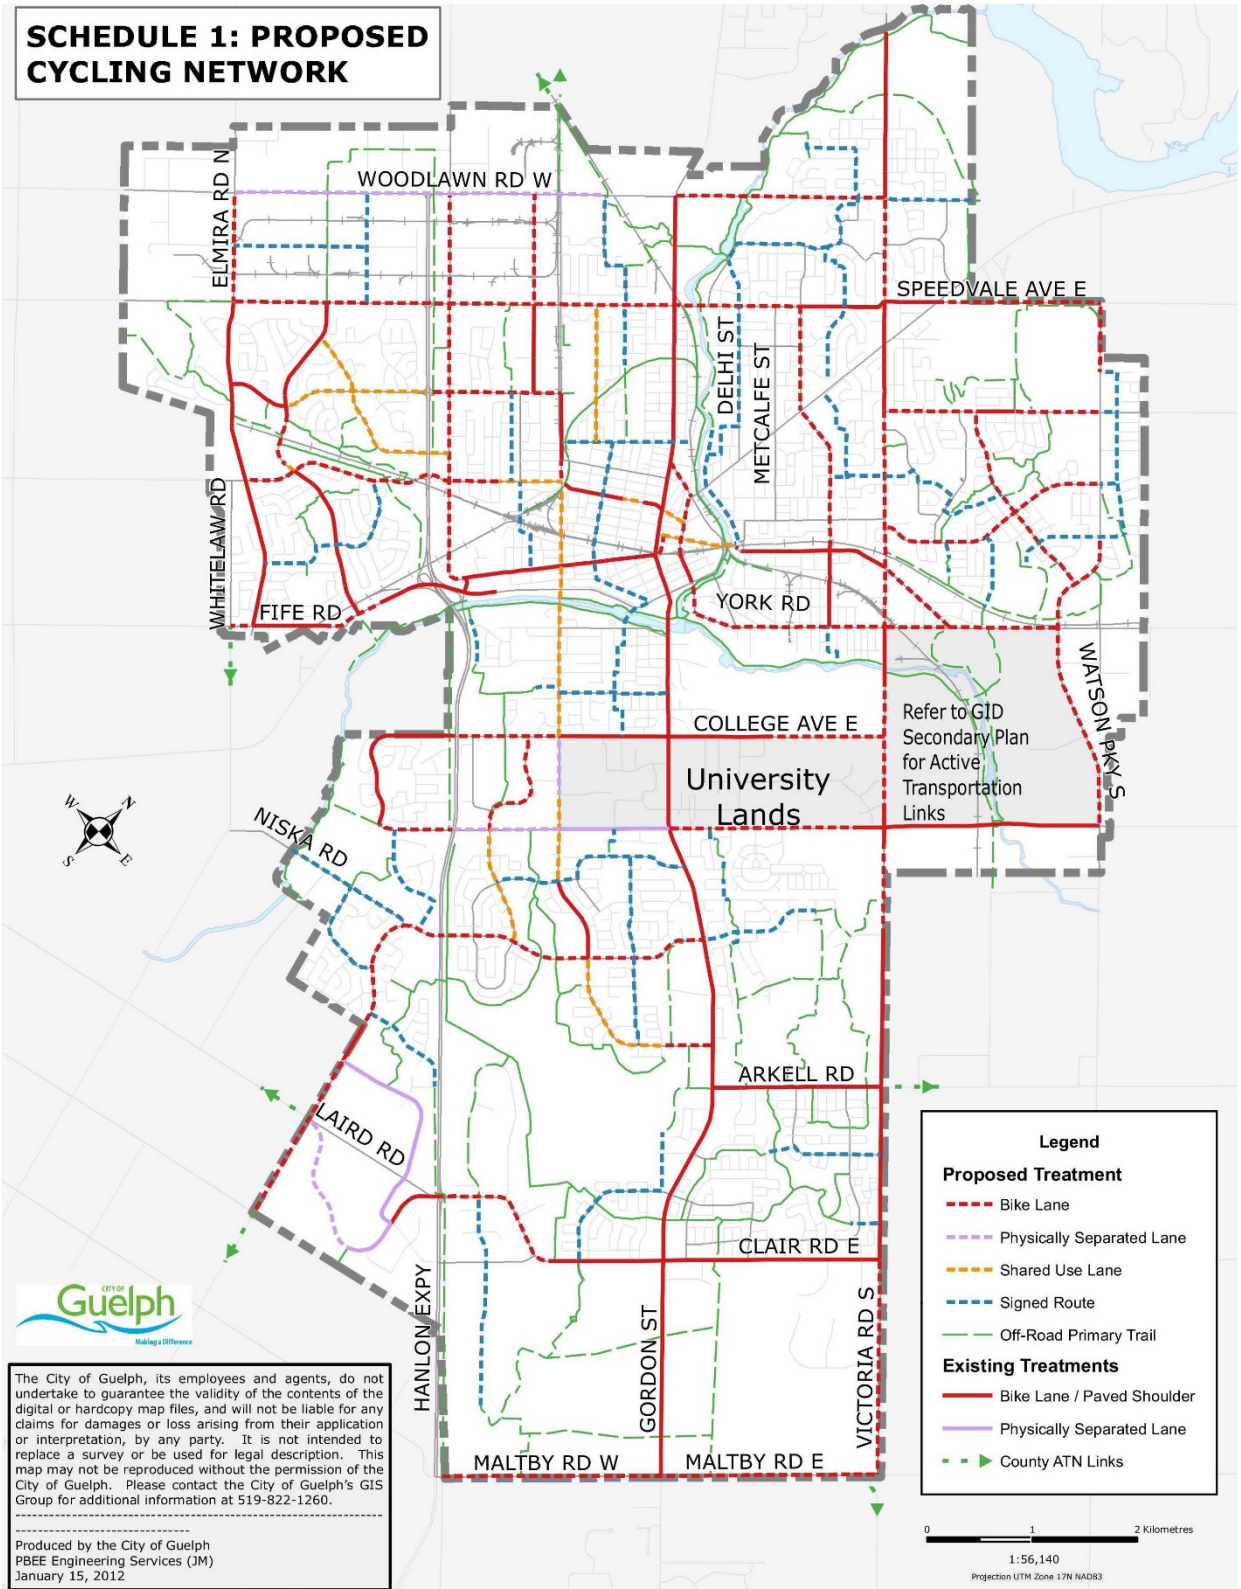 SCHEDULE 1: PROPOSED
CYCLING NETWORK
ELMIRA RD N
WOODLAWN RD W
SPEEDVALE AVE E
DELHI ST
METCALFE ST
WHITELAW RD
FIFE RD
YORK RD
WATSON PKY S
COLLEGE AVE E
Refer to GID
Secondary Plan
for Active
Transportation
Links
University
Lands
W
N
S
E
NISKA RD
ARKELL RD
LAIRD RD
CLAIR RD E
HANLON EXPY
GORDON ST
VICTORIA RD S
MALTBY RD W
MALTBY RD E
Legend
Proposed Treatment
Bike Lane
Physically Separated Lane
Shared Use Lane
Signed Route
Off-Road Primary Trail
Existing Treatments
Bike Lane / Paved Shoulder
Physically Separated Lane
County ATN Links
CITY OF
Guelph
Making a Difference
The City of Guelph, its employees and agents, do not
undertake to guarantee the validity of the contents of the
digital or hardcopy map files, and will not be liable for any
claims for damages or loss arising from their application
or interpretation, by any party. It is not intended to
replace a survey or be used for legal description. This
map may not be reproduced without the permission of the
City of Guelph. Please contact the City of Guelph's GIS
Group for additional information at 519-822-1260.
Produced by the City of Guelph
PBEE Engineering Services (JM)
January 15, 2012
0 1 2 Kilometres
1:56,140
Projection UTM Zone 17N NAD83